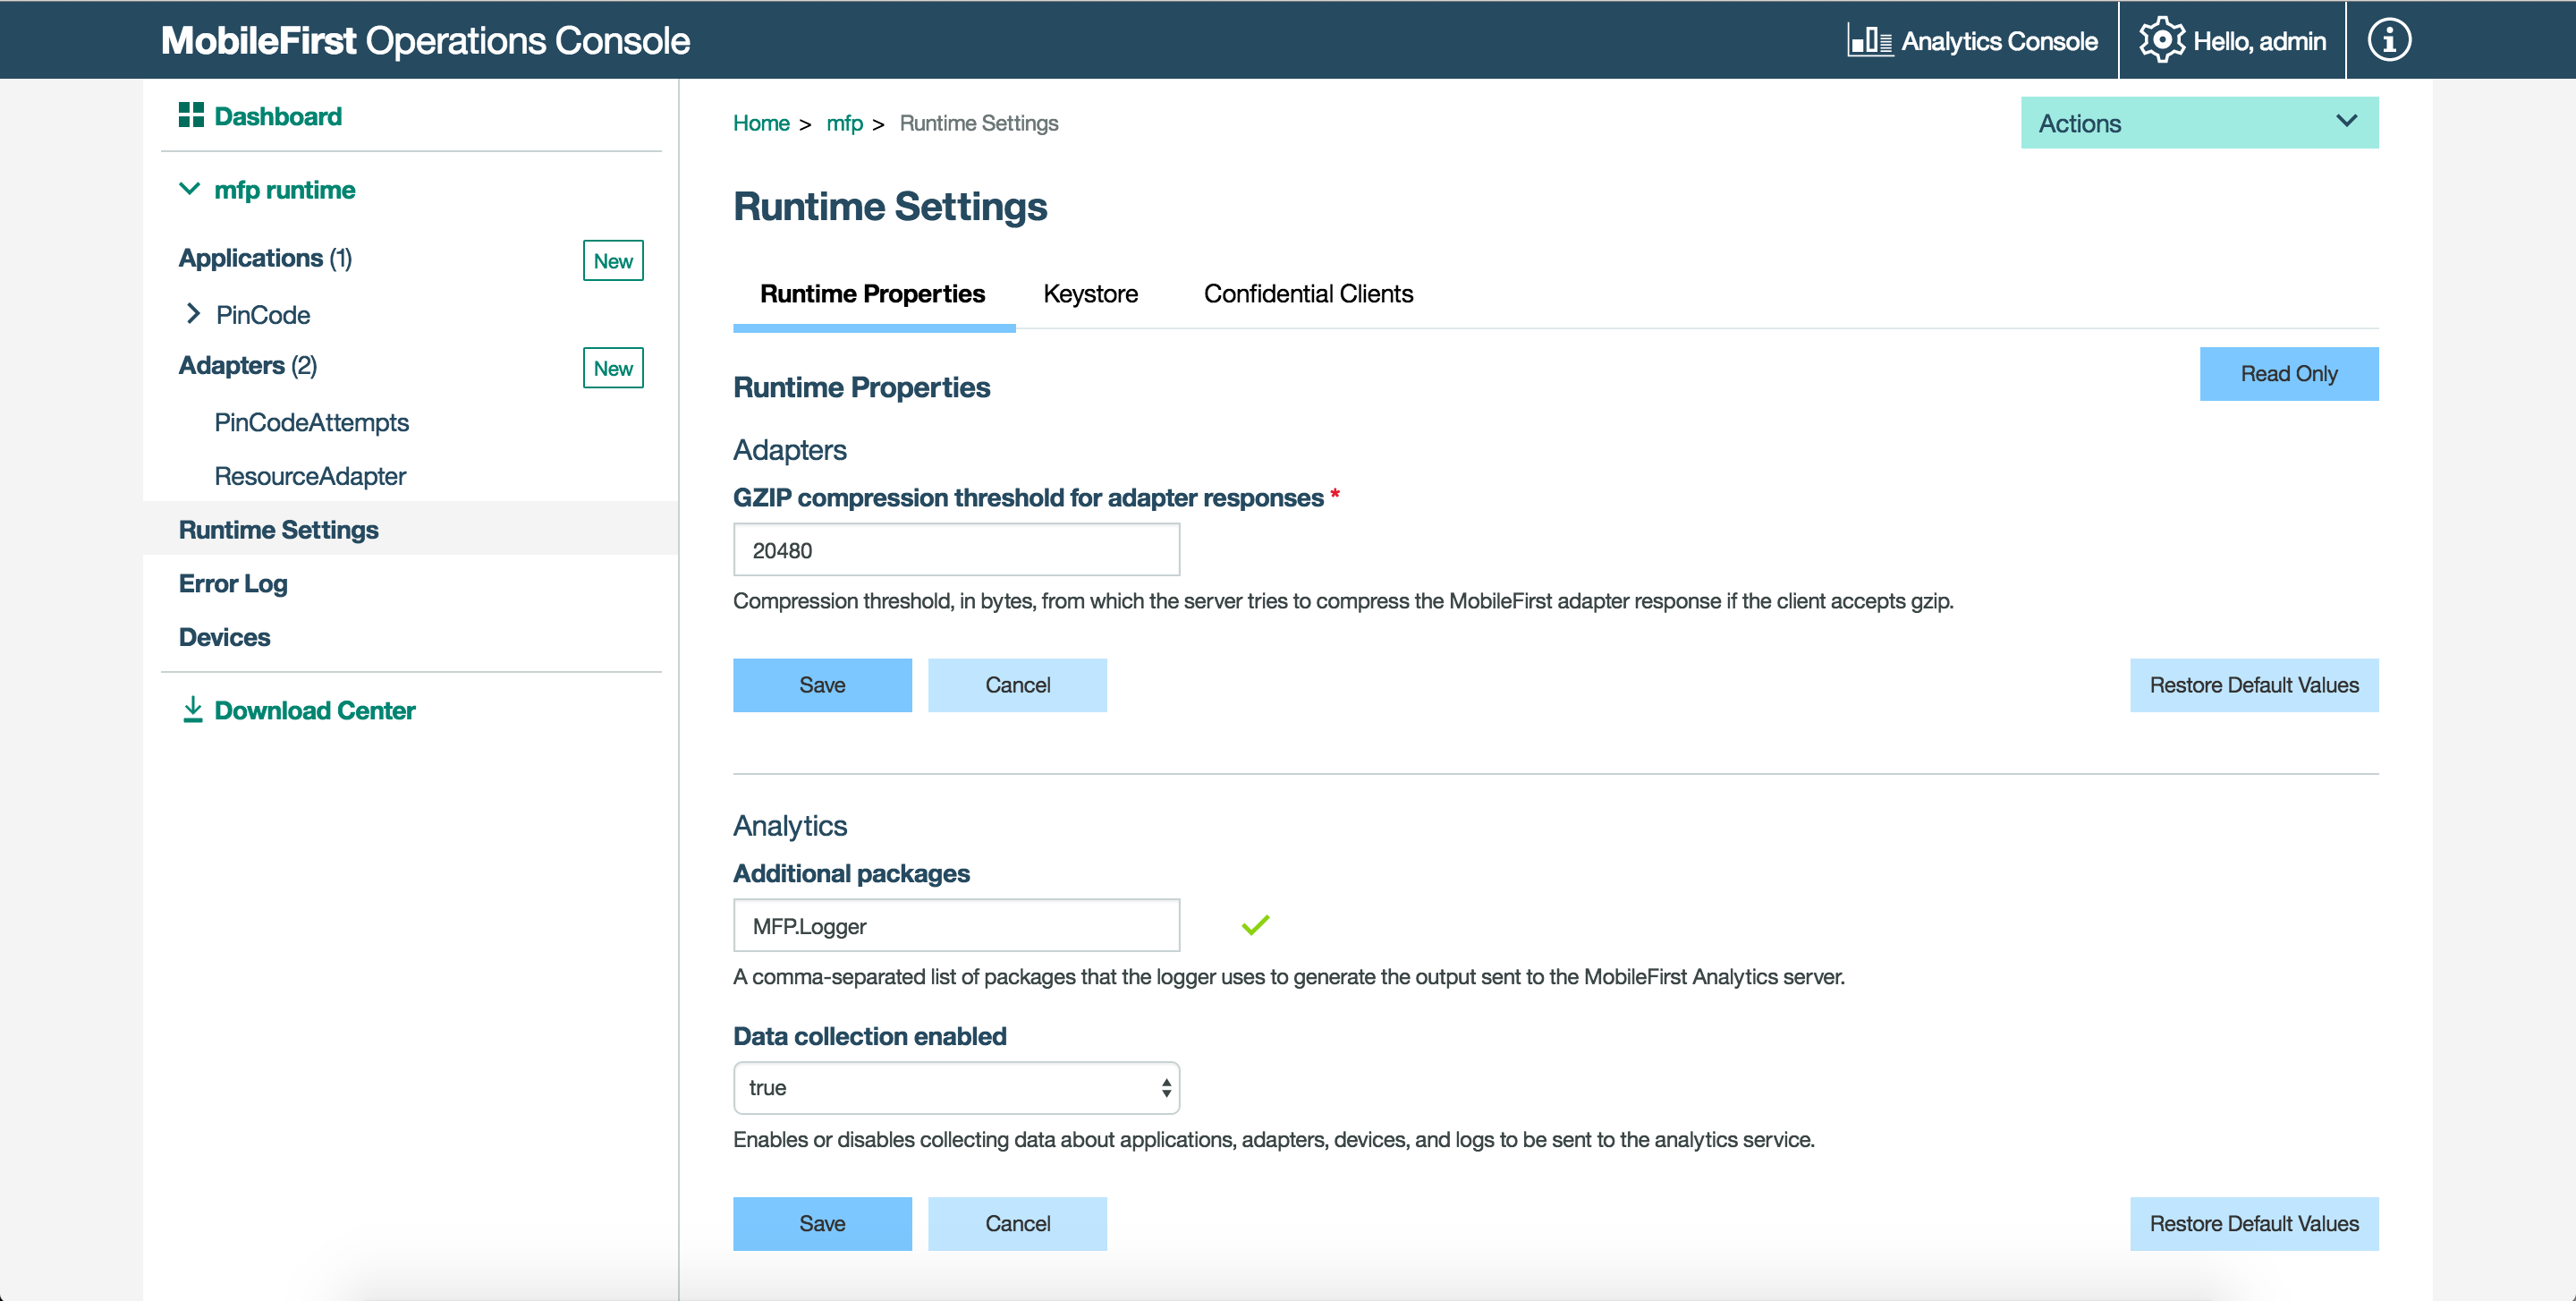 MobileFirst Operations Console
Analytics Console
Hello, admin
Dashboard
mfp runtime
Applications (1)
New
PinCode
Adapters (2)
New
PinCodeAttempts
ResourceAdapter
Runtime Settings
Error Log
Devices
Download Center
Home > mfp > Runtime Settings
Actions
Runtime Settings
Runtime Properties
Keystore
Confidential Clients
Runtime Properties
Read Only
Adapters
GZIP compression threshold for adapter responses *
20480
Compression threshold, in bytes, from which the server tries to compress the MobileFirst adapter response if the client accepts gzip.
Save
Cancel
Restore Default Values
Analytics
Additional packages
MFP.Logger
A comma-separated list of packages that the logger uses to generate the output sent to the MobileFirst Analytics server.
Data collection enabled
true
Enables or disables collecting data about applications, adapters, devices, and logs to be sent to the analytics service.
Save
Cancel
Restore Default Values